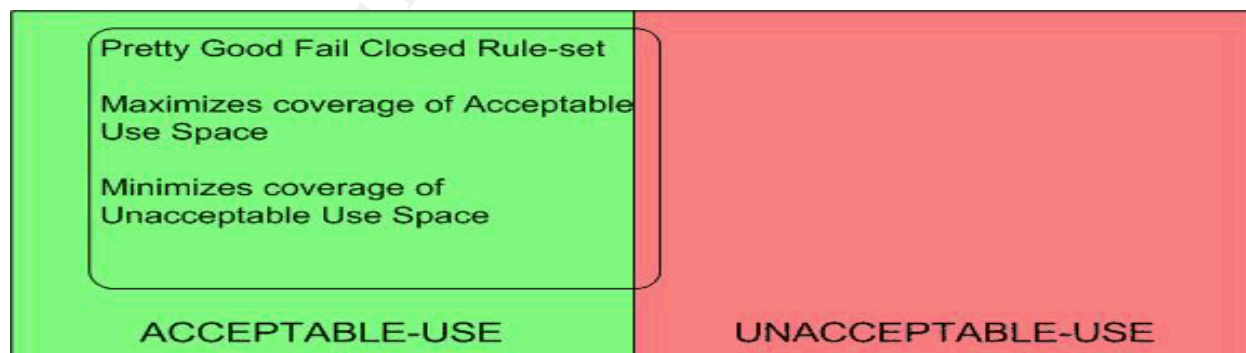 Pretty Good Fail Closed Rule-set
Maximizes coverage of Acceptable
Use Space
Minimizes coverage of
Unacceptable Use Space
ACCEPTABLE-USE
UNACCEPTABLE-USE